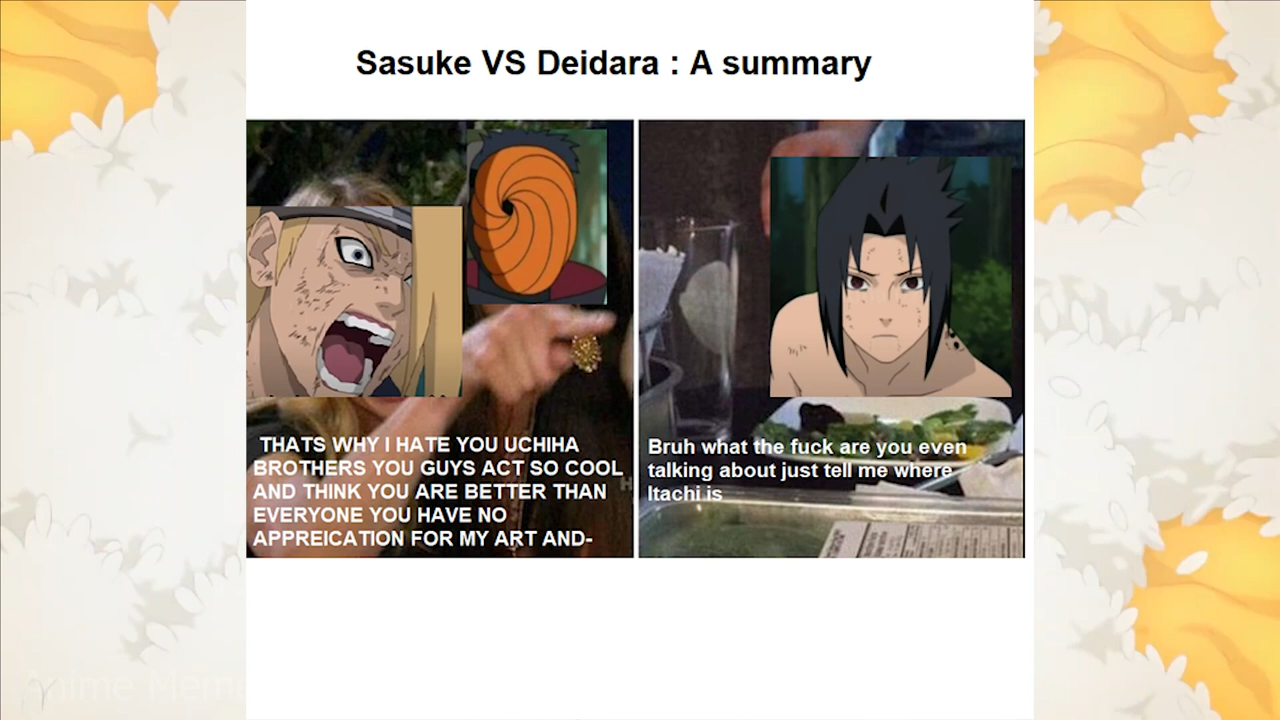 Sasuke VS Deidara : A summary
THATS WHY I HATE YOU UCHIHA
BROTHERS YOU GUYS ACT SO COOL
AND THINK YOU ARE BETTER THAN
EVERYONE YOU HAVE NO
APPREICATION FOR MY ART AND-
Bruh what the fuck are you even
talking about just tell me where
Itachi is